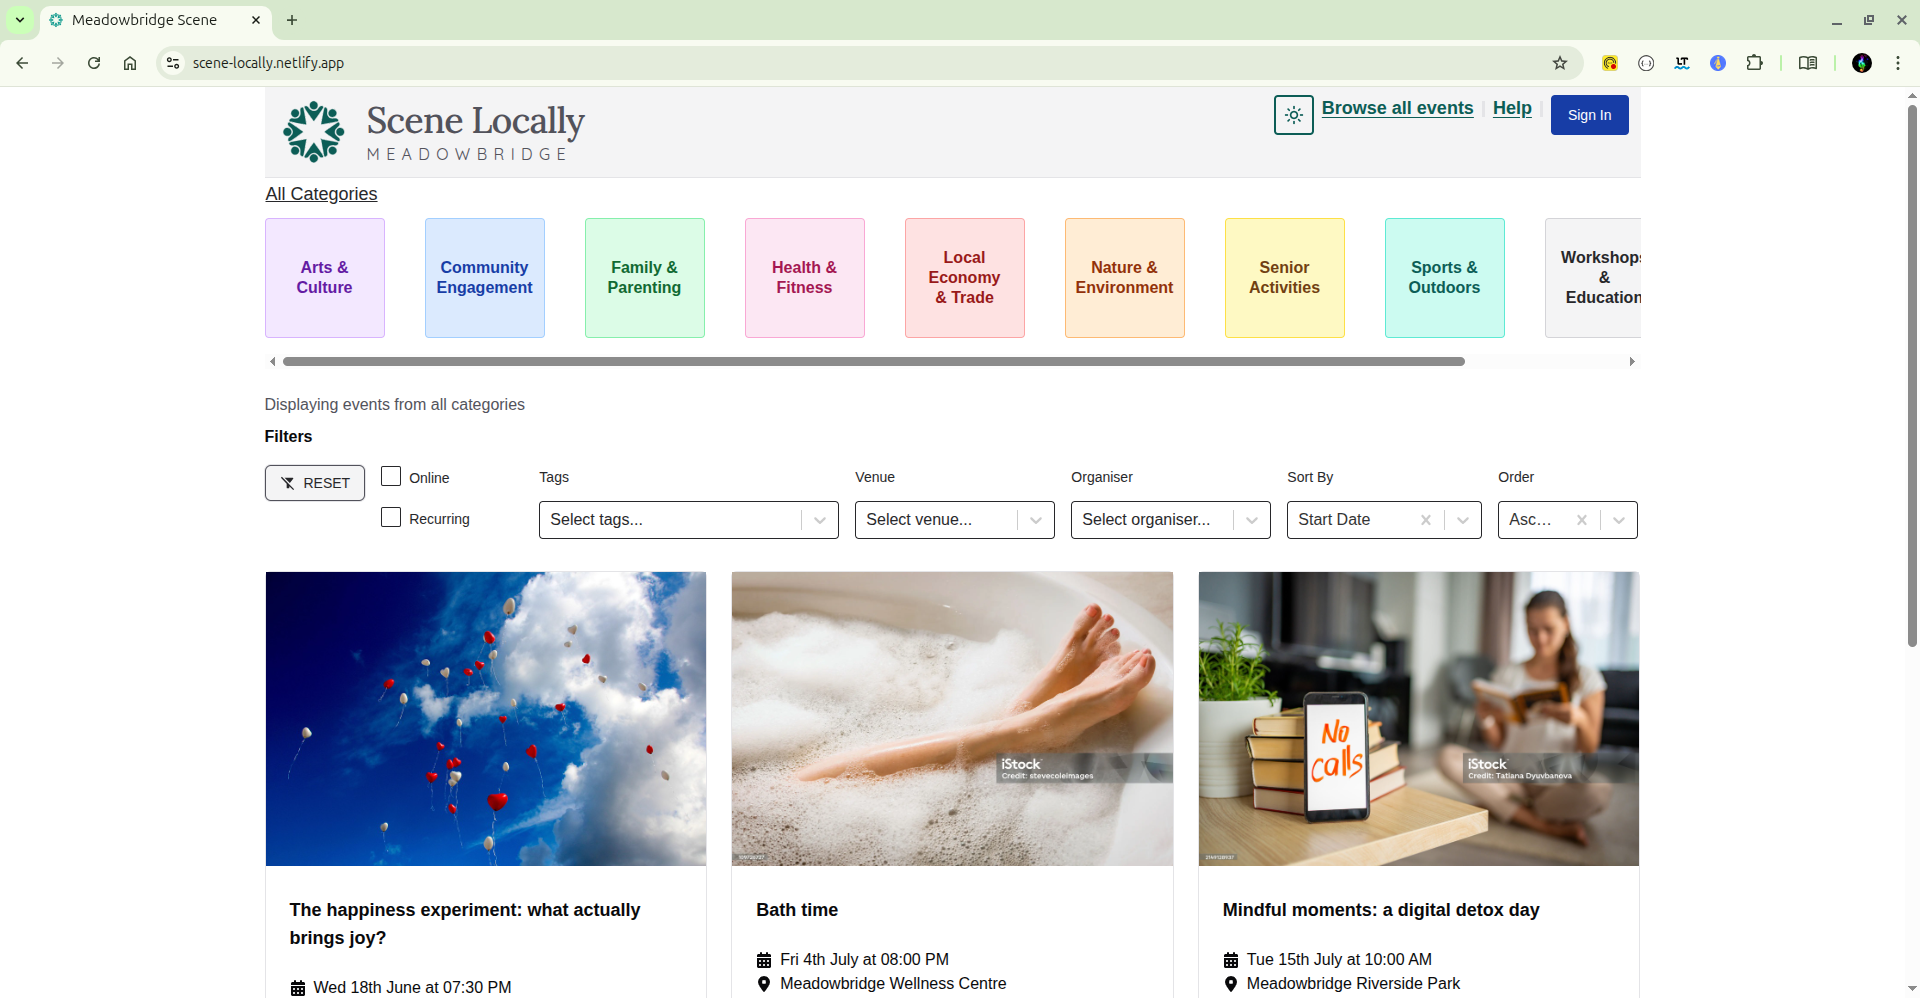 Meadowbridge Scene
scene-locally.netlify.app
Scene Locally
MEADOWBRIDGE
Browse all events
Help
Sign In
All Categories
Arts &
Culture
Community
Engagement
Family &
Parenting
Health &
Fitness
Local
Economy
& Trade
Nature &
Environment
Senior
Activities
Sports &
Outdoors
Workshops
&
Education
Displaying events from all categories
Filters
RESET
Online
Recurring
Tags
Select tags...
Venue
Select venue...
Organiser
Select organiser...
Sort By
Start Date
Order
Asc...
iStock
Credit: stevecoleimages
No
calls
iStock
Credit: Tatiana Dyuvbanova
The happiness experiment: what actually
brings joy?
Wed 18th June at 07:30 PM
Bath time
Fri 4th July at 08:00 PM
Meadowbridge Wellness Centre
Mindful moments: a digital detox day
Tue 15th July at 10:00 AM
Meadowbridge Riverside Park